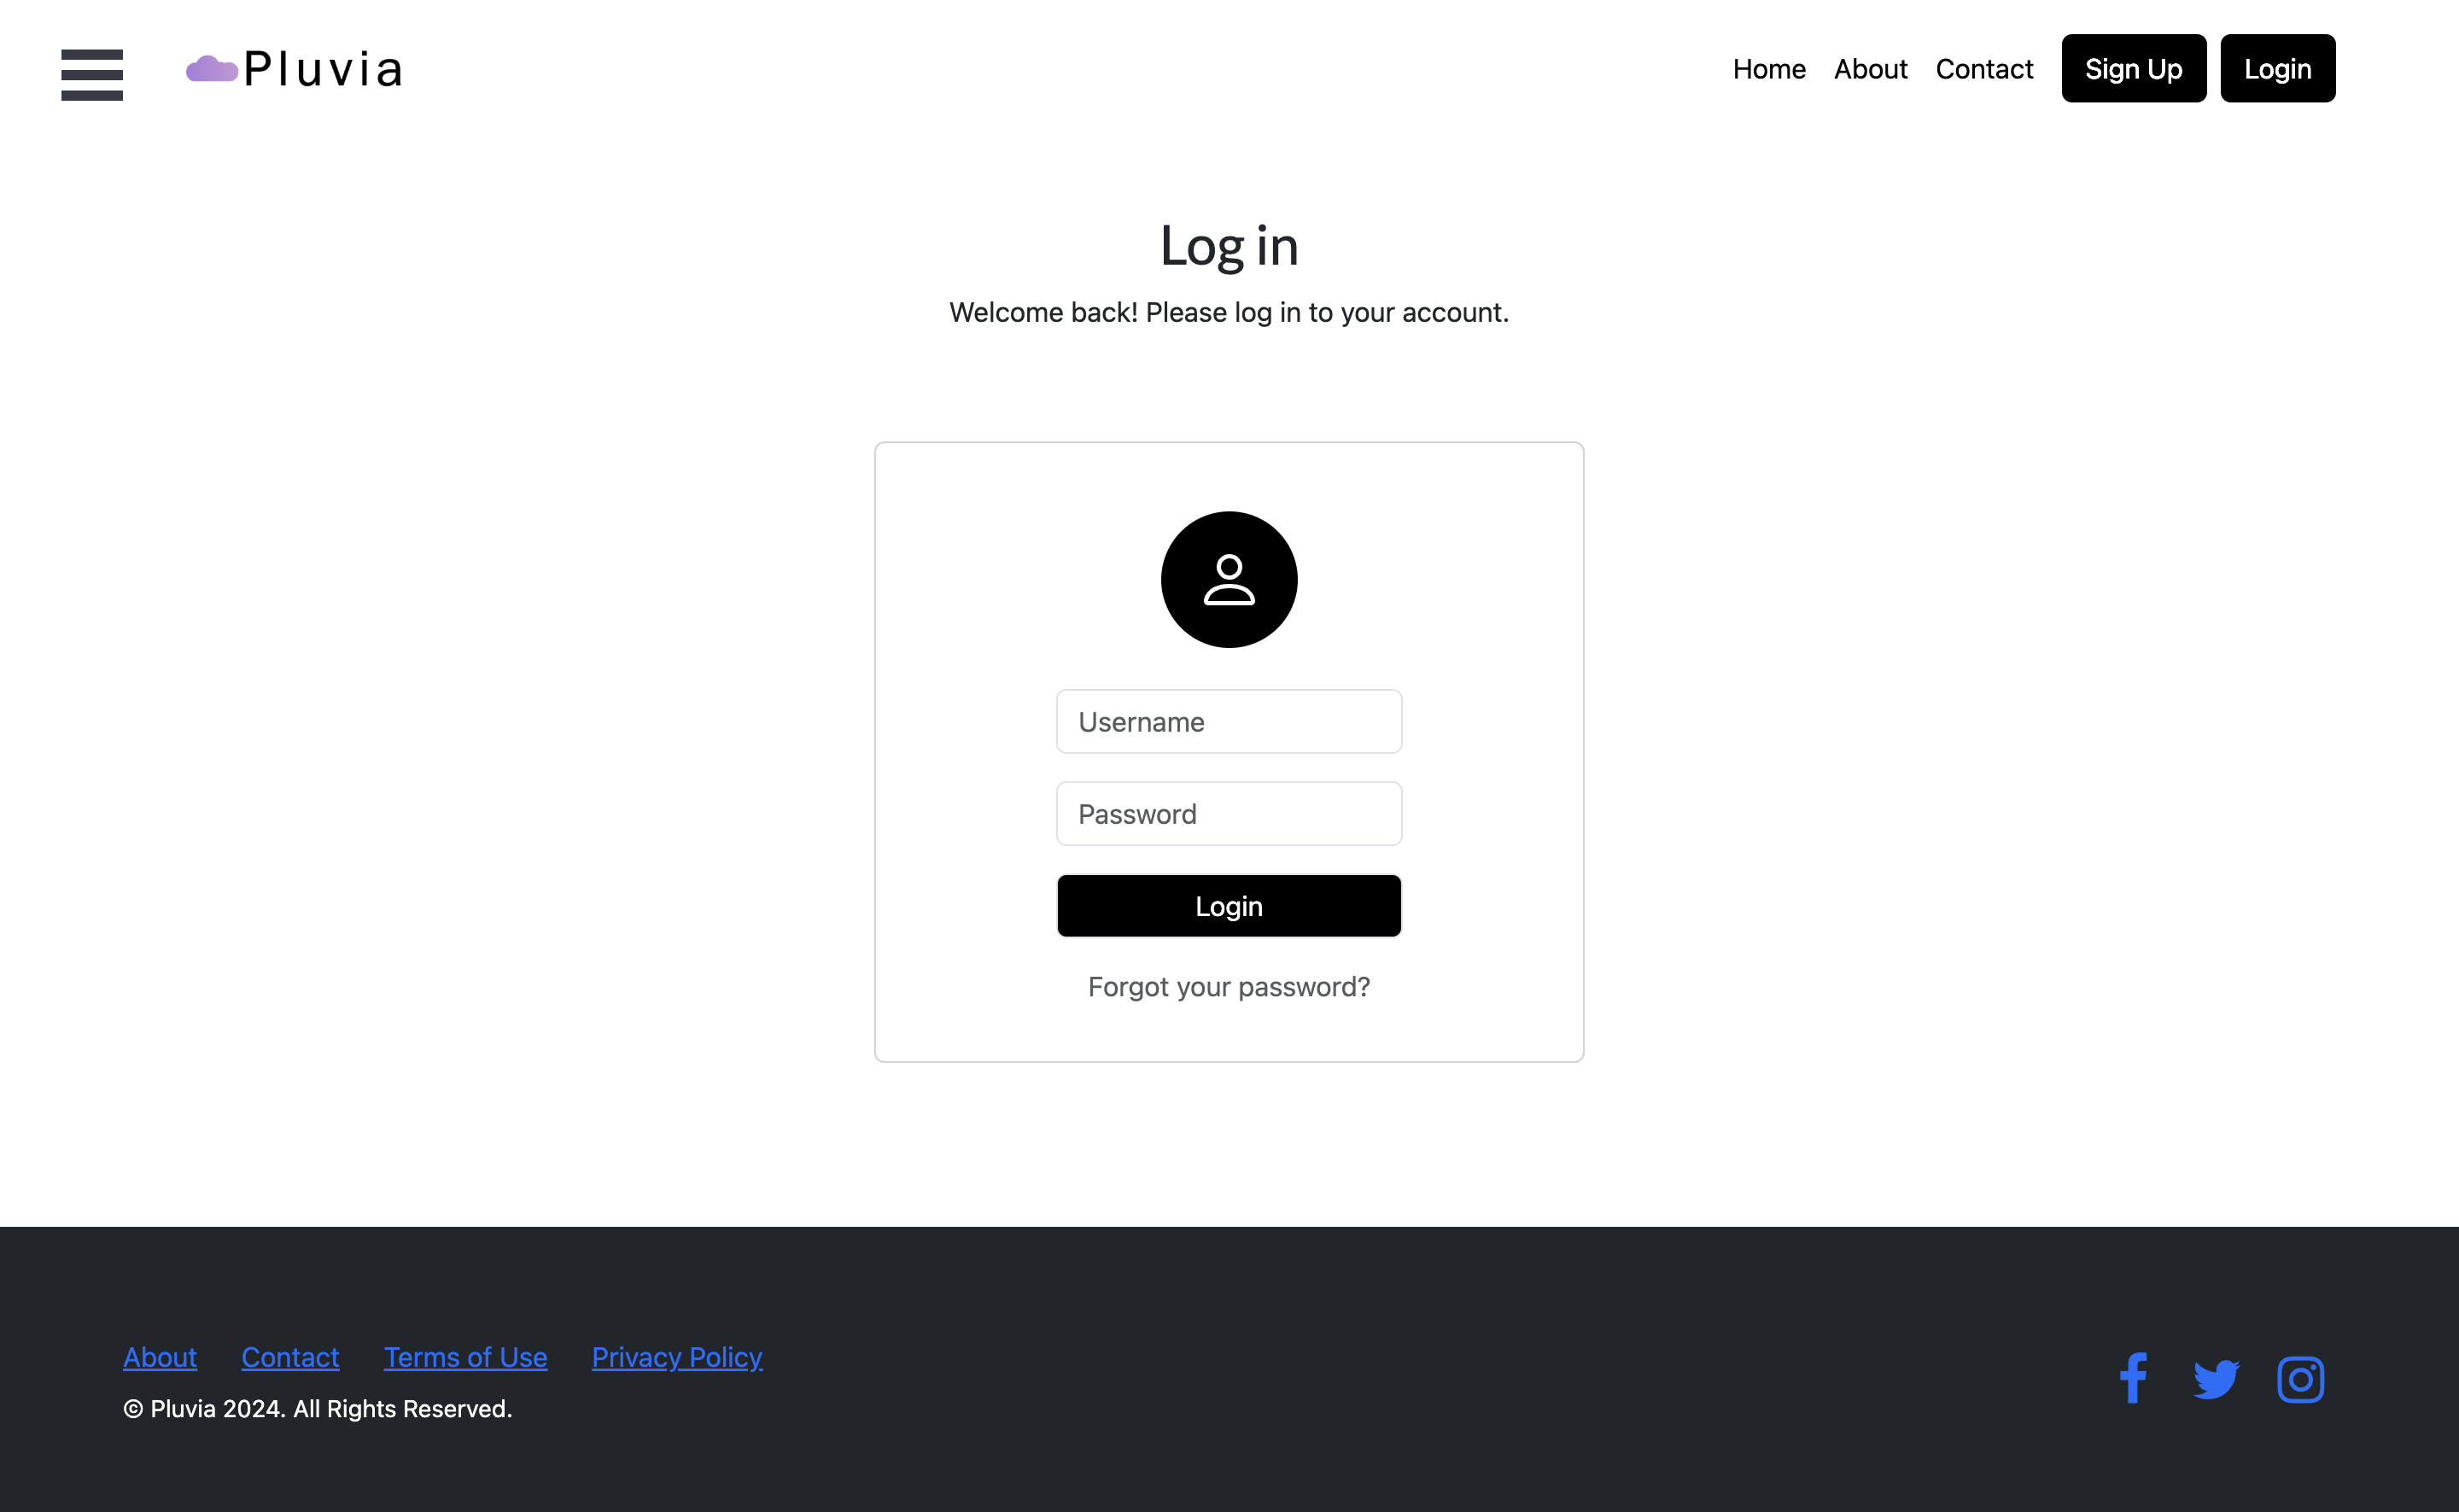 Pluvia
Home About Contact Sign Up Login
Log in
Welcome back! Please log in to your account.
Username
Password
Login
Forgot your password?
About Contact Terms of Use Privacy Policy
© Pluvia 2024. All Rights Reserved.